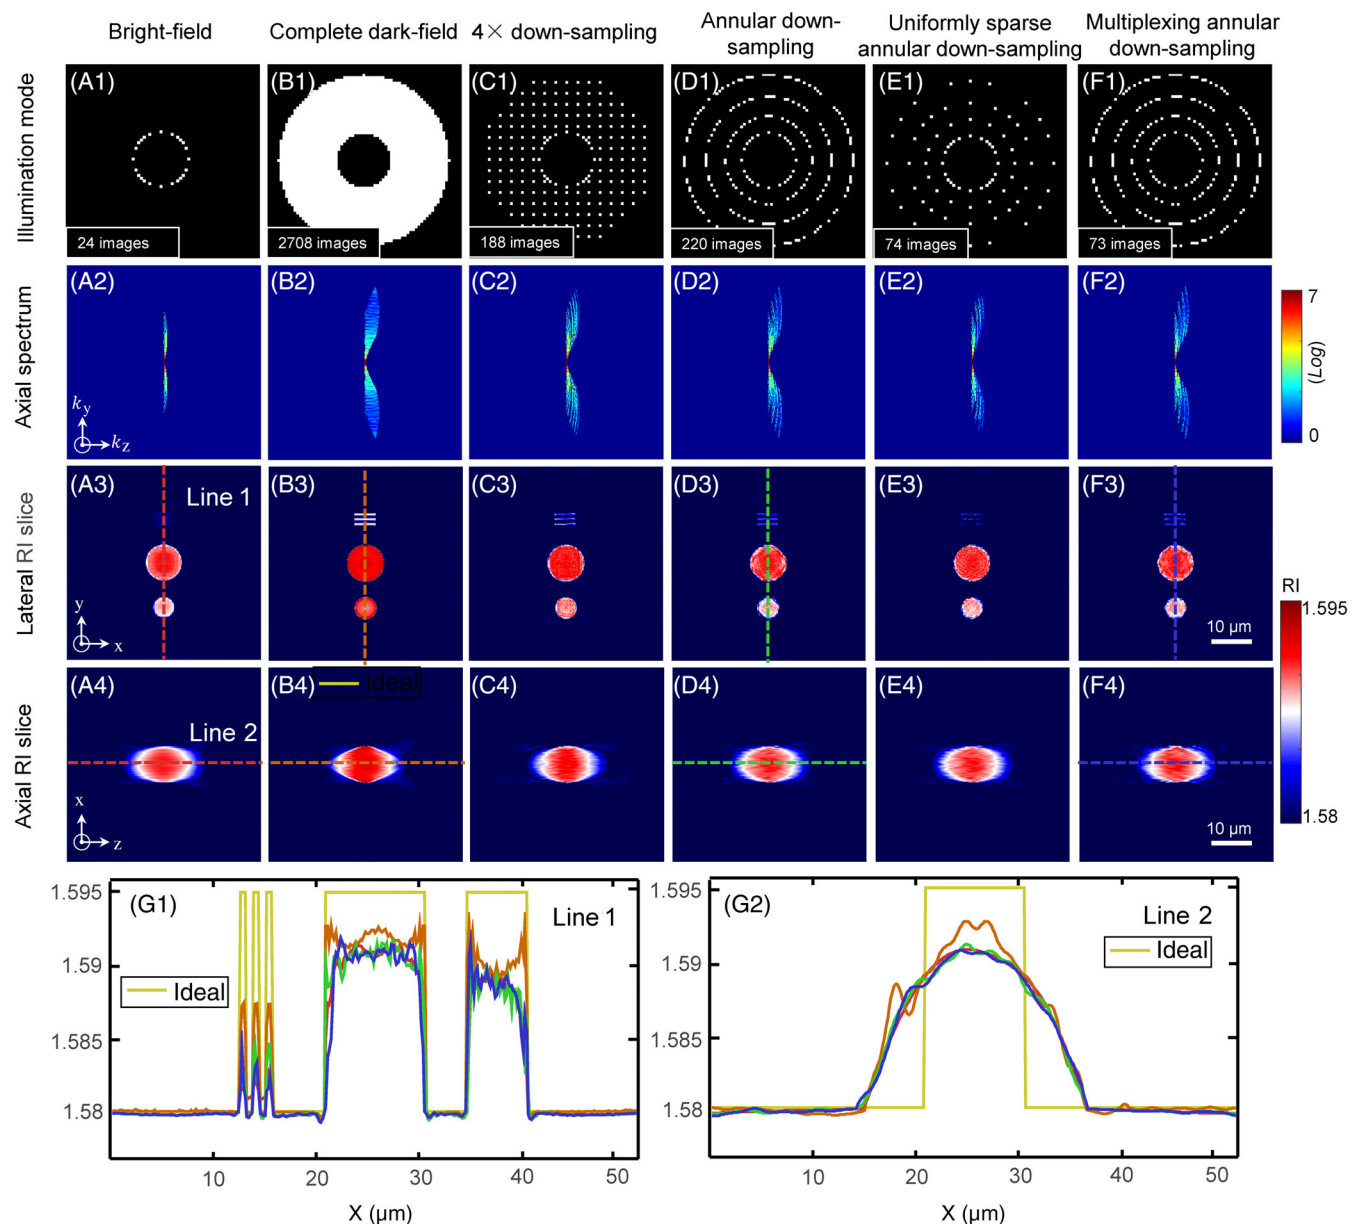 Bright-field
Complete dark-field
4× down-sampling
Annular down-
sampling
Uniformly sparse
annular down-sampling
Multiplexing annular
down-sampling
Illumination mode
(A1)
(B1)
(C1)
(D1)
(E1)
(F1)
24 images
2708 images
188 images
220 images
74 images
73 images
Axial spectrum
(A2)
(B2)
(C2)
(D2)
(E2)
(F2)
ky
kz
7
(Log)
0
Lateral RI slice
(A3)
Line 1
(B3)
(C3)
(D3)
(E3)
(F3)
y
x
10 μm
RI
1.595
1.58
Axial RI slice
(A4)
Line 2
(B4)
ideal
(C4)
(D4)
(E4)
(F4)
x
z
10 μm
(G1)
Line 1
Ideal
1.595
1.59
1.585
1.58
10
20
30
40
50
X (μm)
(G2)
Line 2
Ideal
1.595
1.59
1.585
1.58
10
20
30
40
50
X (μm)